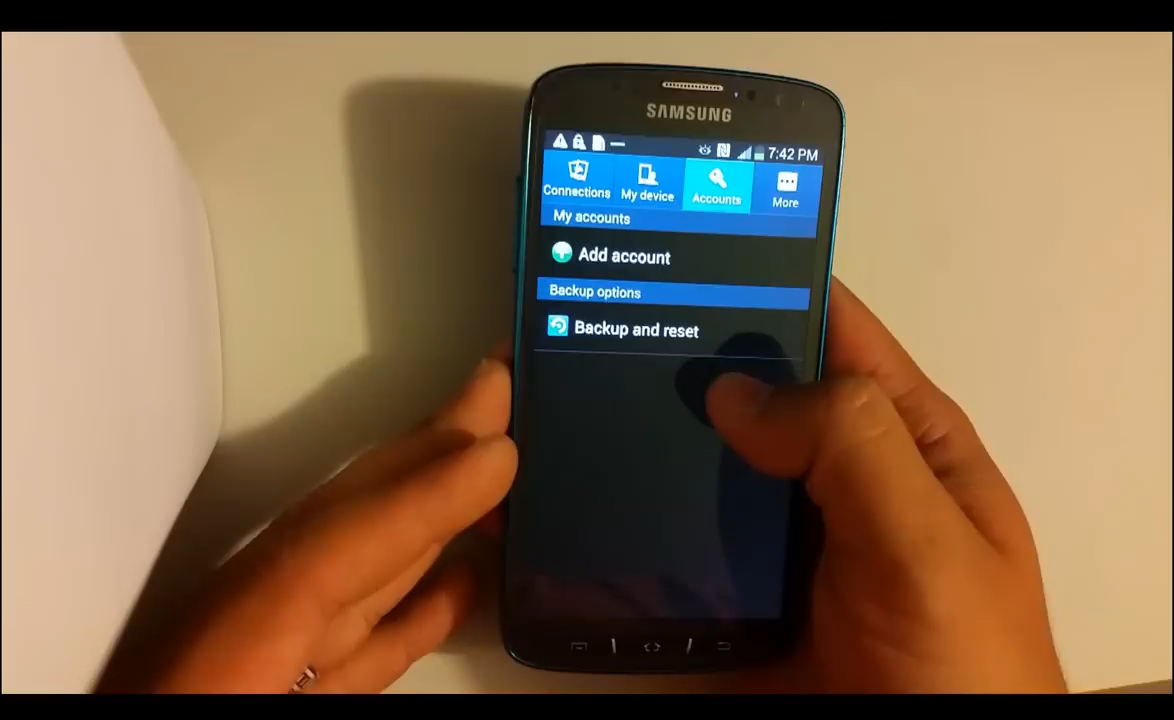 SAMSUNG
7:42 PM
Connections
My device
Accounts
More
My accounts
Add account
Backup options
Backup and reset